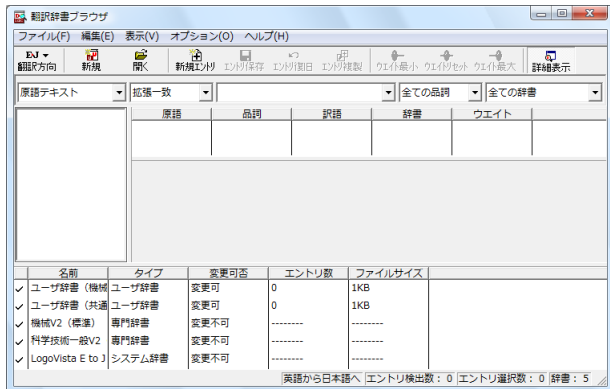 翻訳辞書ブラウザ
ファイル(F) 編集(E) 表示(V) オプション(O) ヘルプ(H)
E\J
翻訳方向 新規 開く 新規エントリ エントリ保存 エントリ復旧 エントリ複製 ウエイト最小 ウエイトリセット ウエイト最大 詳細表示
原語テキスト 拡張一致 全ての品詞 全ての辞書
原語 品詞 訳語 辞書 ウエイト
名前 タイプ 変更可否 エントリ数 ファイルサイズ
✓ ユーザ辞書（機械 ユーザ辞書 変更可 0 1KB
✓ ユーザ辞書（共通 ユーザ辞書 変更可 0 1KB
✓ 機械V2（標準） 専門辞書 変更不可 -------- --------
✓ 科学技術一般V2 専門辞書 変更不可 -------- --------
✓ LogoVista E to J システム辞書 変更不可 -------- --------
英語から日本語へ エントリ検出数： 0 エントリ選択数： 0 辞書： 5